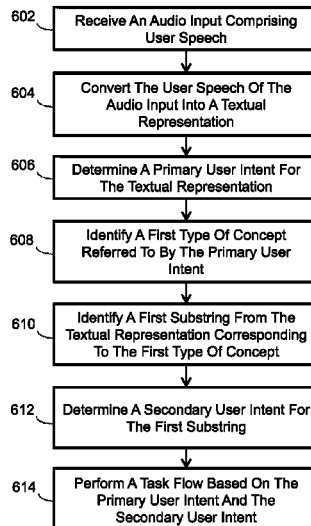 602
Receive An Audio Input Comprising
User Speech
604
Convert The User Speech Of The
Audio Input Into A Textual
Representation
606
Determine A Primary User Intent For
The Textual Representation
608
Identify A First Type Of Concept
Referred To By The Primary User
Intent
610
Identify A First Substring From The
Textual Representation Corresponding
To The First Type Of Concept
612
Determine A Secondary User Intent For
The First Substring
614
Perform A Task Flow Based On The
Primary User Intent And The
Secondary User Intent